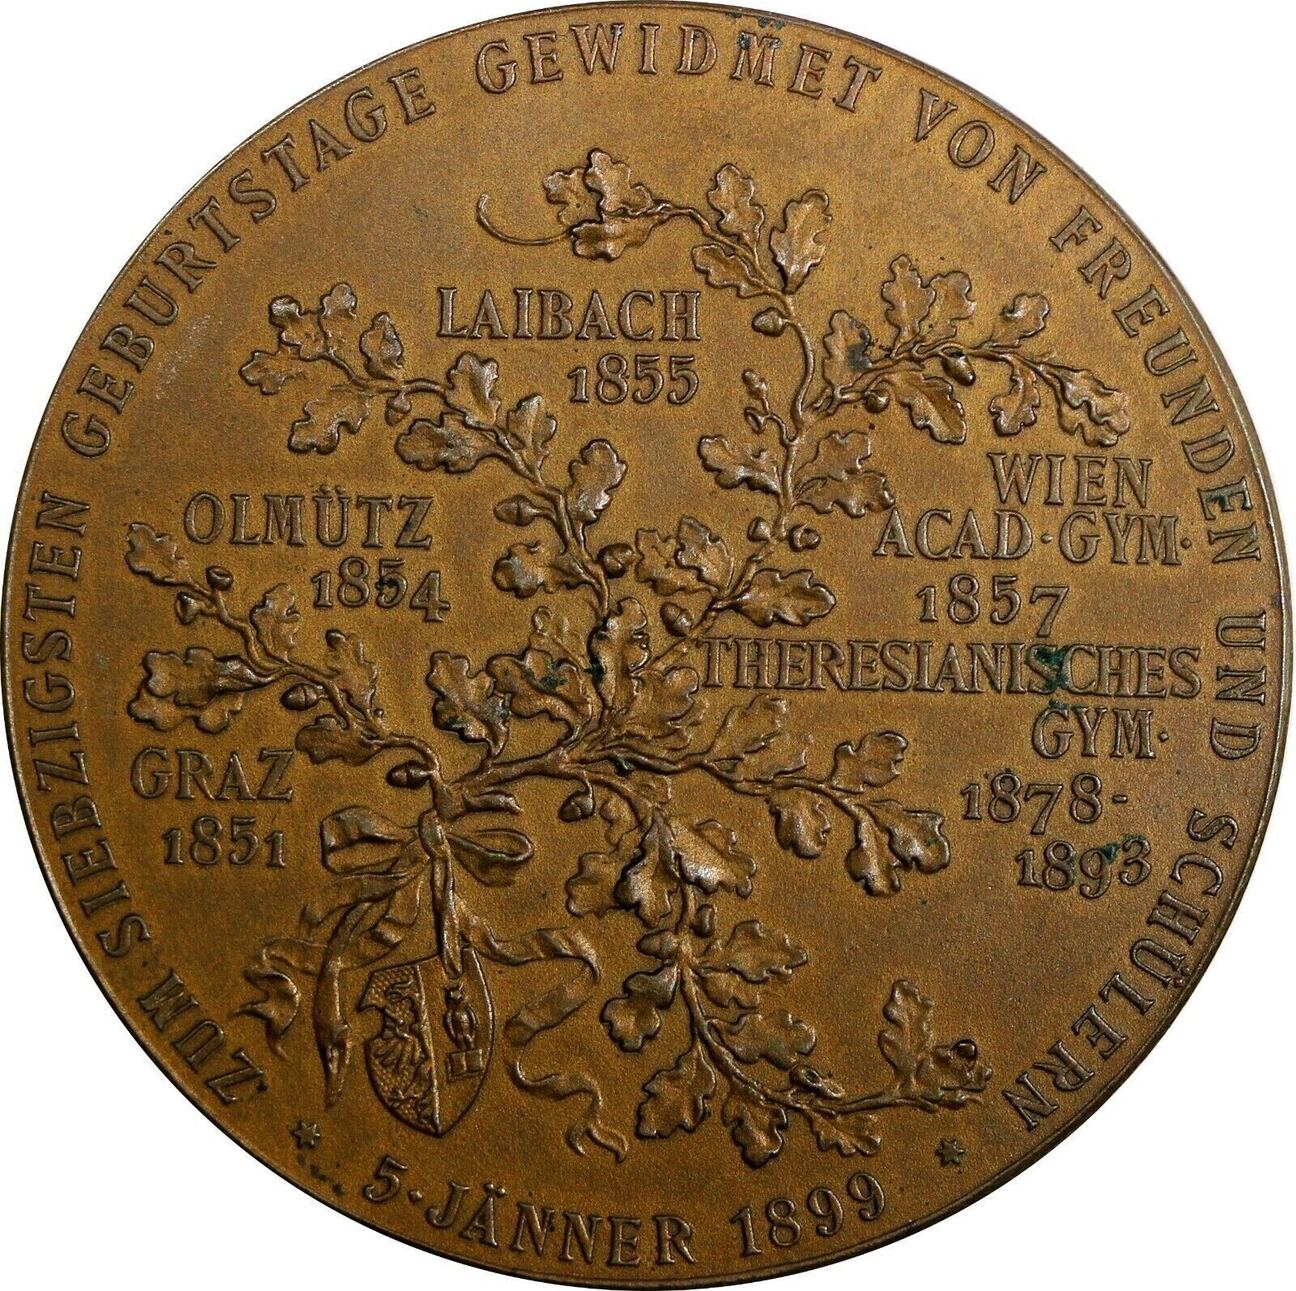 ZUM SIEBZIGSTEN GEBURTSTAGE GEWIDMET VON FREUNDEN UND SCHÜLERN
LAIBACH
1855
OLMÜTZ
1854
GRAZ
1851
WIEN
ACAD·GYM·
1857
THERESIANISCHES
GYM·
1878-
1893
* 5·JÄNNER 1899 *